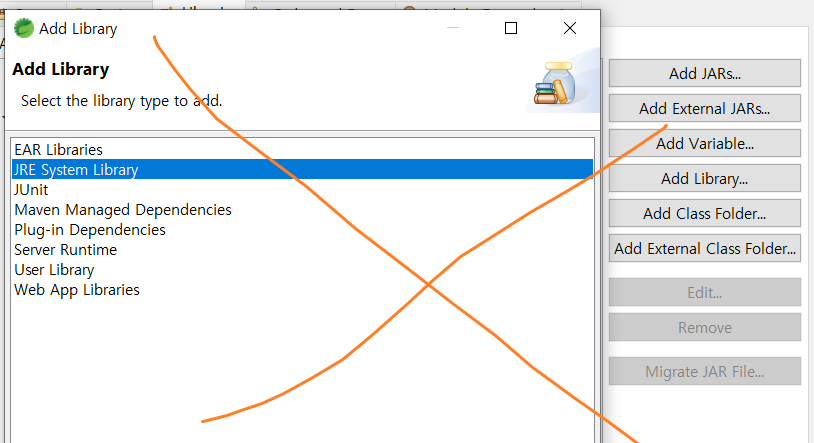 Add Library
Add Library
Select the library type to add.
EAR Libraries
JRE System Library
JUnit
Maven Managed Dependencies
Plug-in Dependencies
Server Runtime
User Library
Web App Libraries
Add JARs...
Add External JARs...
Add Variable...
Add Library...
Add Class Folder...
Add External Class Folder...
Edit...
Remove
Migrate JAR File...